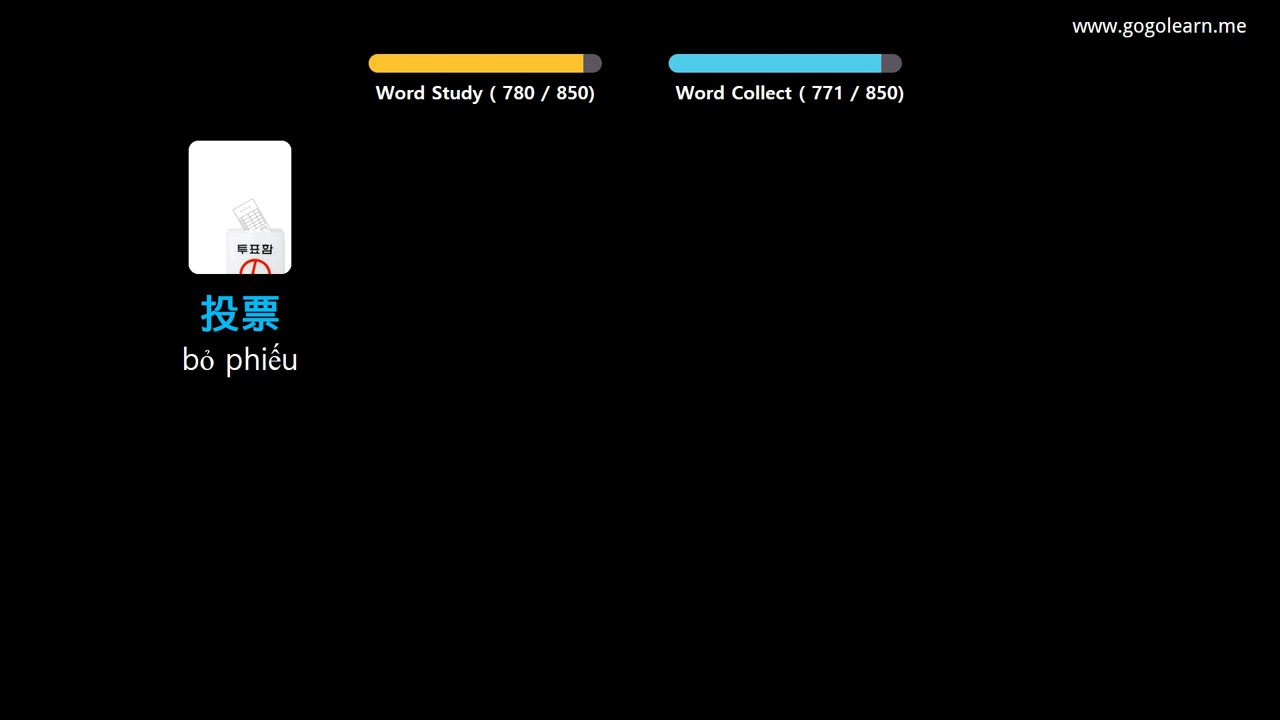 www.gogolearn.me
Word Study ( 780 / 850)
Word Collect ( 771 / 850)
투표함
投票
bỏ phiếu